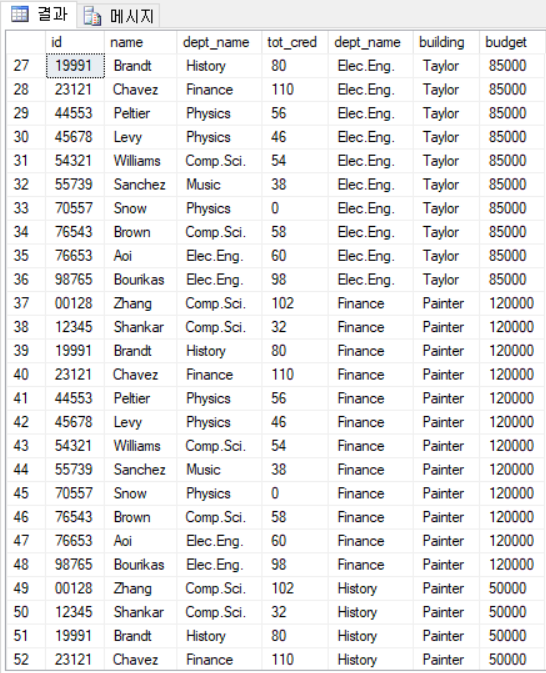 결과 메시지
id name dept_name tot_cred dept_name building budget
27 19991 Brandt History 80 Elec.Eng. Taylor 85000
28 23121 Chavez Finance 110 Elec.Eng. Taylor 85000
29 44553 Peltier Physics 56 Elec.Eng. Taylor 85000
30 45678 Levy Physics 46 Elec.Eng. Taylor 85000
31 54321 Williams Comp.Sci. 54 Elec.Eng. Taylor 85000
32 55739 Sanchez Music 38 Elec.Eng. Taylor 85000
33 70557 Snow Physics 0 Elec.Eng. Taylor 85000
34 76543 Brown Comp.Sci. 58 Elec.Eng. Taylor 85000
35 76653 Aoi Elec.Eng. 60 Elec.Eng. Taylor 85000
36 98765 Bourikas Elec.Eng. 98 Elec.Eng. Taylor 85000
37 00128 Zhang Comp.Sci. 102 Finance Painter 120000
38 12345 Shankar Comp.Sci. 32 Finance Painter 120000
39 19991 Brandt History 80 Finance Painter 120000
40 23121 Chavez Finance 110 Finance Painter 120000
41 44553 Peltier Physics 56 Finance Painter 120000
42 45678 Levy Physics 46 Finance Painter 120000
43 54321 Williams Comp.Sci. 54 Finance Painter 120000
44 55739 Sanchez Music 38 Finance Painter 120000
45 70557 Snow Physics 0 Finance Painter 120000
46 76543 Brown Comp.Sci. 58 Finance Painter 120000
47 76653 Aoi Elec.Eng. 60 Finance Painter 120000
48 98765 Bourikas Elec.Eng. 98 Finance Painter 120000
49 00128 Zhang Comp.Sci. 102 History Painter 50000
50 12345 Shankar Comp.Sci. 32 History Painter 50000
51 19991 Brandt History 80 History Painter 50000
52 23121 Chavez Finance 110 History Painter 50000